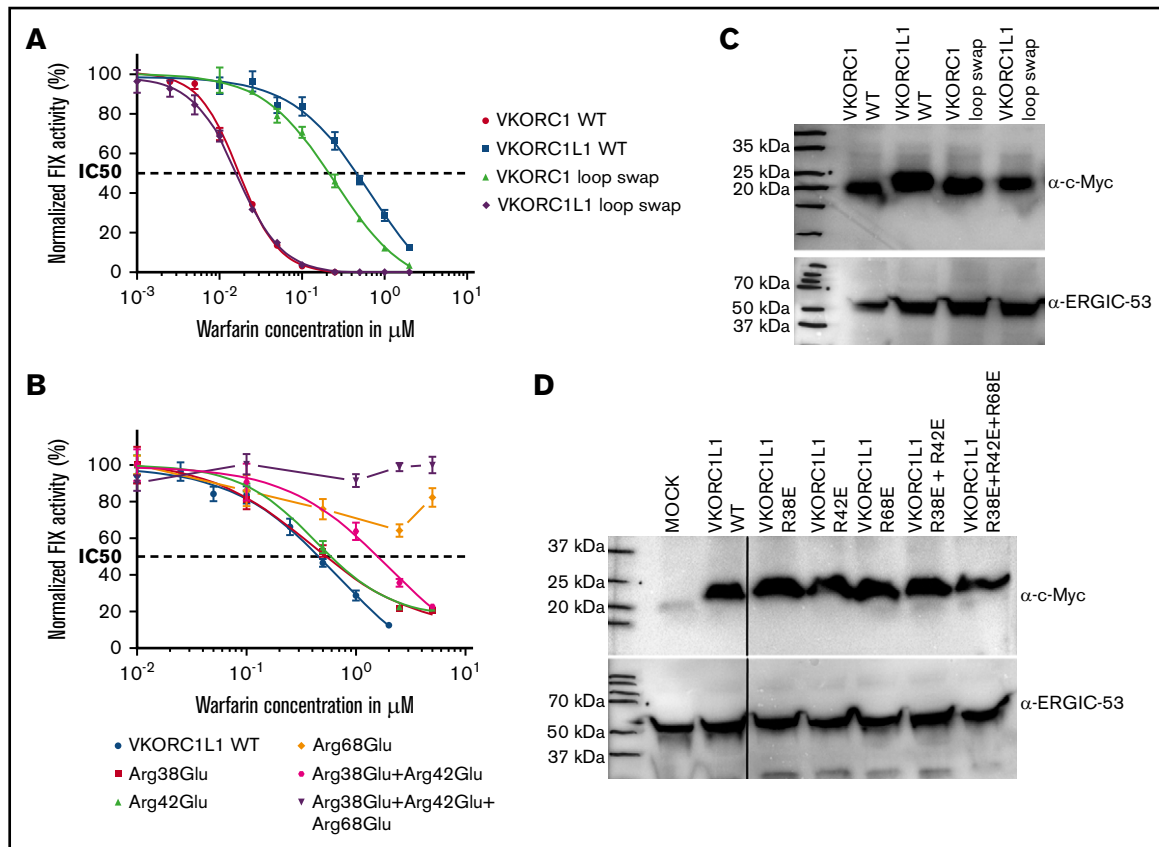 A
Normalized FIX activity (%)
100
80
60
IC50
40
20
0
10-3
10-2
10-1
100
101
Warfarin concentration in μM
VKORC1 WT
VKORC1L1 WT
VKORC1 loop swap
VKORC1L1 loop swap
C
VKORC1
WT
VKORC1L1
WT
VKORC1
loop swap
VKORC1L1
loop swap
35 kDa
25 kDa
20 kDa
α-c-Myc
70 kDa
50 kDa
37 kDa
α-ERGIC-53
B
Normalized FIX activity (%)
100
80
60
IC50
40
20
0
10-2
10-1
100
101
Warfarin concentration in μM
VKORC1L1 WT
Arg38Glu
Arg42Glu
Arg68Glu
Arg38Glu+Arg42Glu
Arg38Glu+Arg42Glu+
Arg68Glu
D
MOCK
VKORC1L1
WT
VKORC1L1
R38E
VKORC1L1
R42E
VKORC1L1
R68E
VKORC1L1
R38E + R42E
VKORC1L1
R38E+R42E+R68E
37 kDa
25 kDa
20 kDa
α-c-Myc
70 kDa
50 kDa
37 kDa
α-ERGIC-53